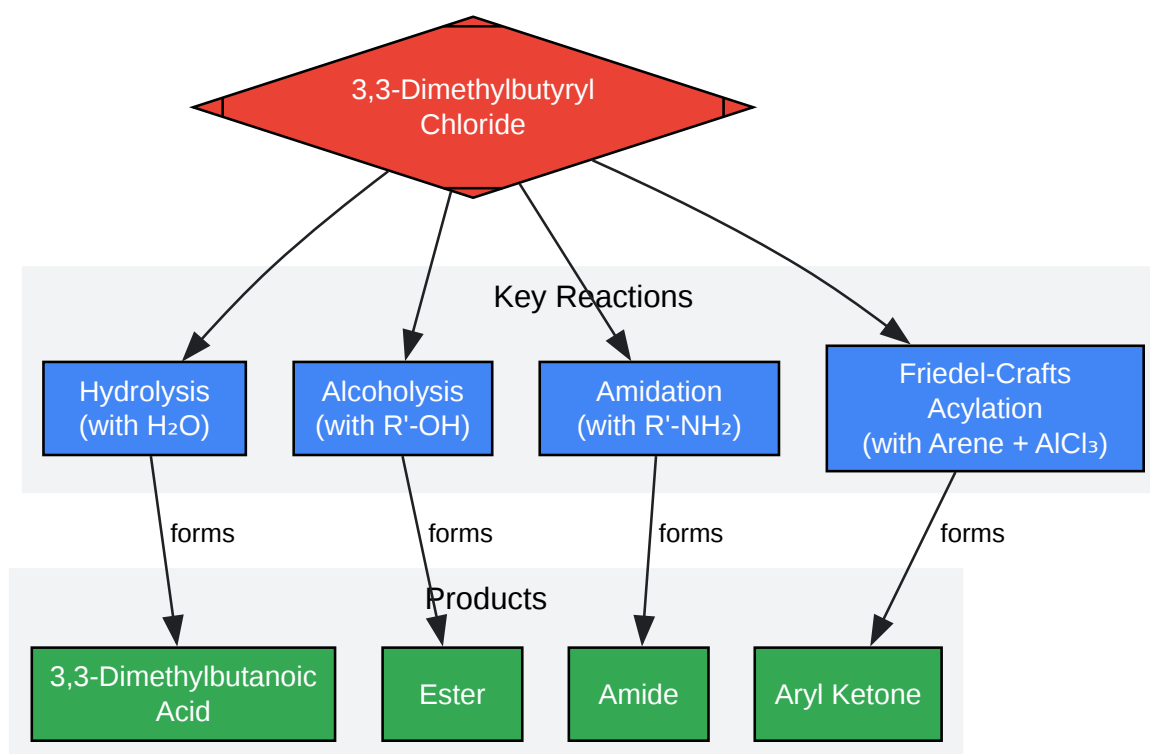 3,3-Dimethylbutyryl
Chloride
Key Reactions
Hydrolysis
(with H₂O)
Alcoholysis
(with R'-OH)
Amidation
(with R'-NH₂)
Friedel-Crafts
Acylation
(with Arene + AlCl₃)
forms
forms
forms
forms
Products
3,3-Dimethylbutanoic
Acid
Ester
Amide
Aryl Ketone